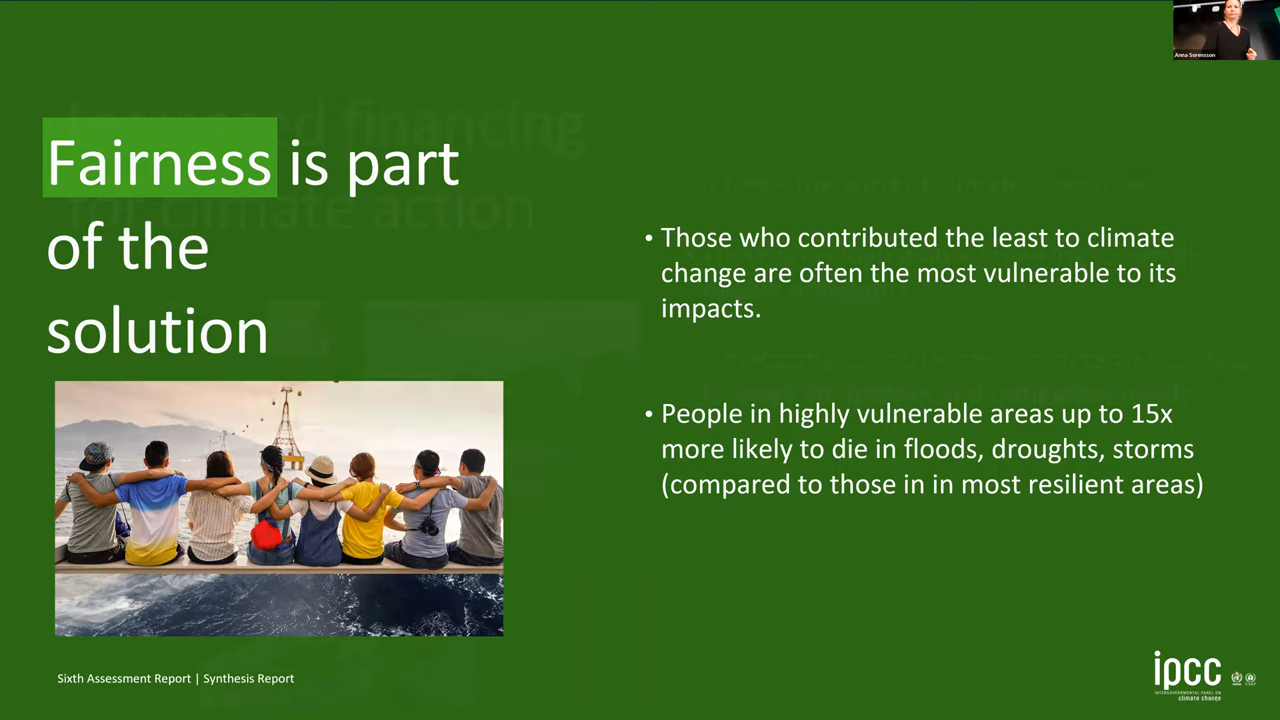 Anna Sorensson
Fairness is part
of the
solution
• Those who contributed the least to climate
change are often the most vulnerable to its
impacts.
• People in highly vulnerable areas up to 15x
more likely to die in floods, droughts, storms
(compared to those in in most resilient areas)
Sixth Assessment Report | Synthesis Report
ipcc
INTERGOVERNMENTAL PANEL ON
climate change